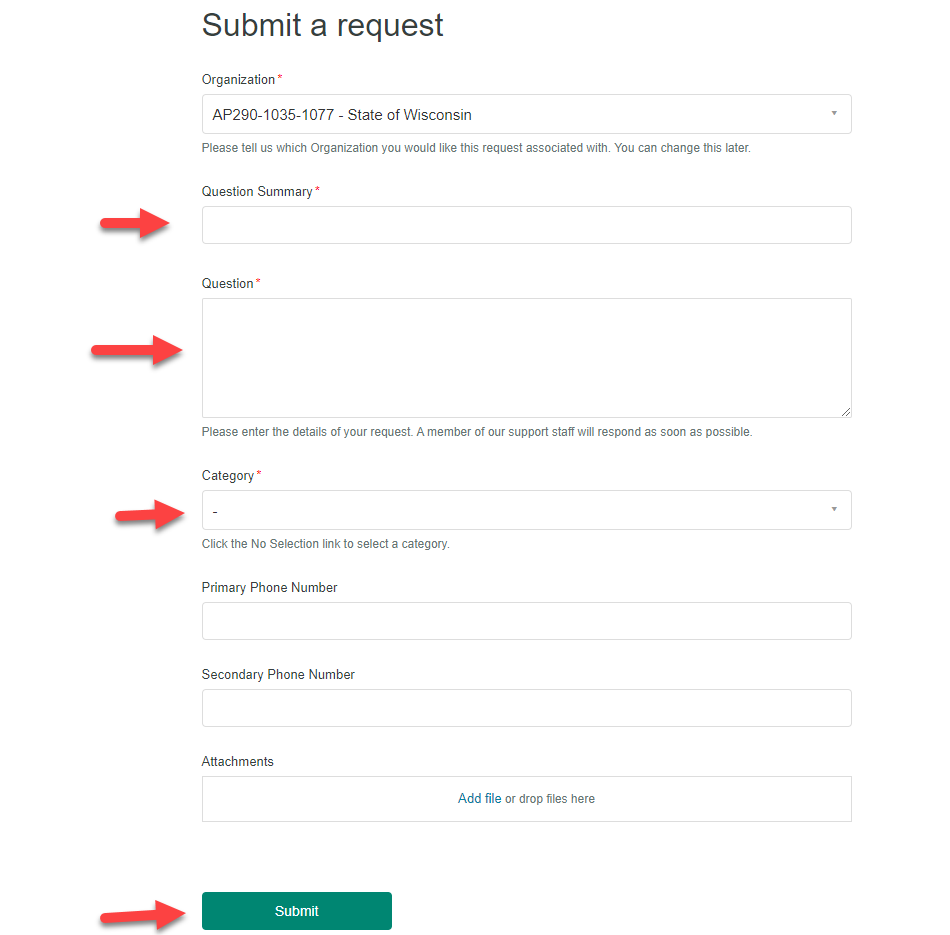 Submit a request
Organization*
AP290-1035-1077 - State of Wisconsin
Please tell us which Organization you would like this request associated with. You can change this later.
Question Summary*
Question*
Please enter the details of your request. A member of our support staff will respond as soon as possible.
Category*
-
Click the No Selection link to select a category.
Primary Phone Number
Secondary Phone Number
Attachments
Add file or drop files here
Submit